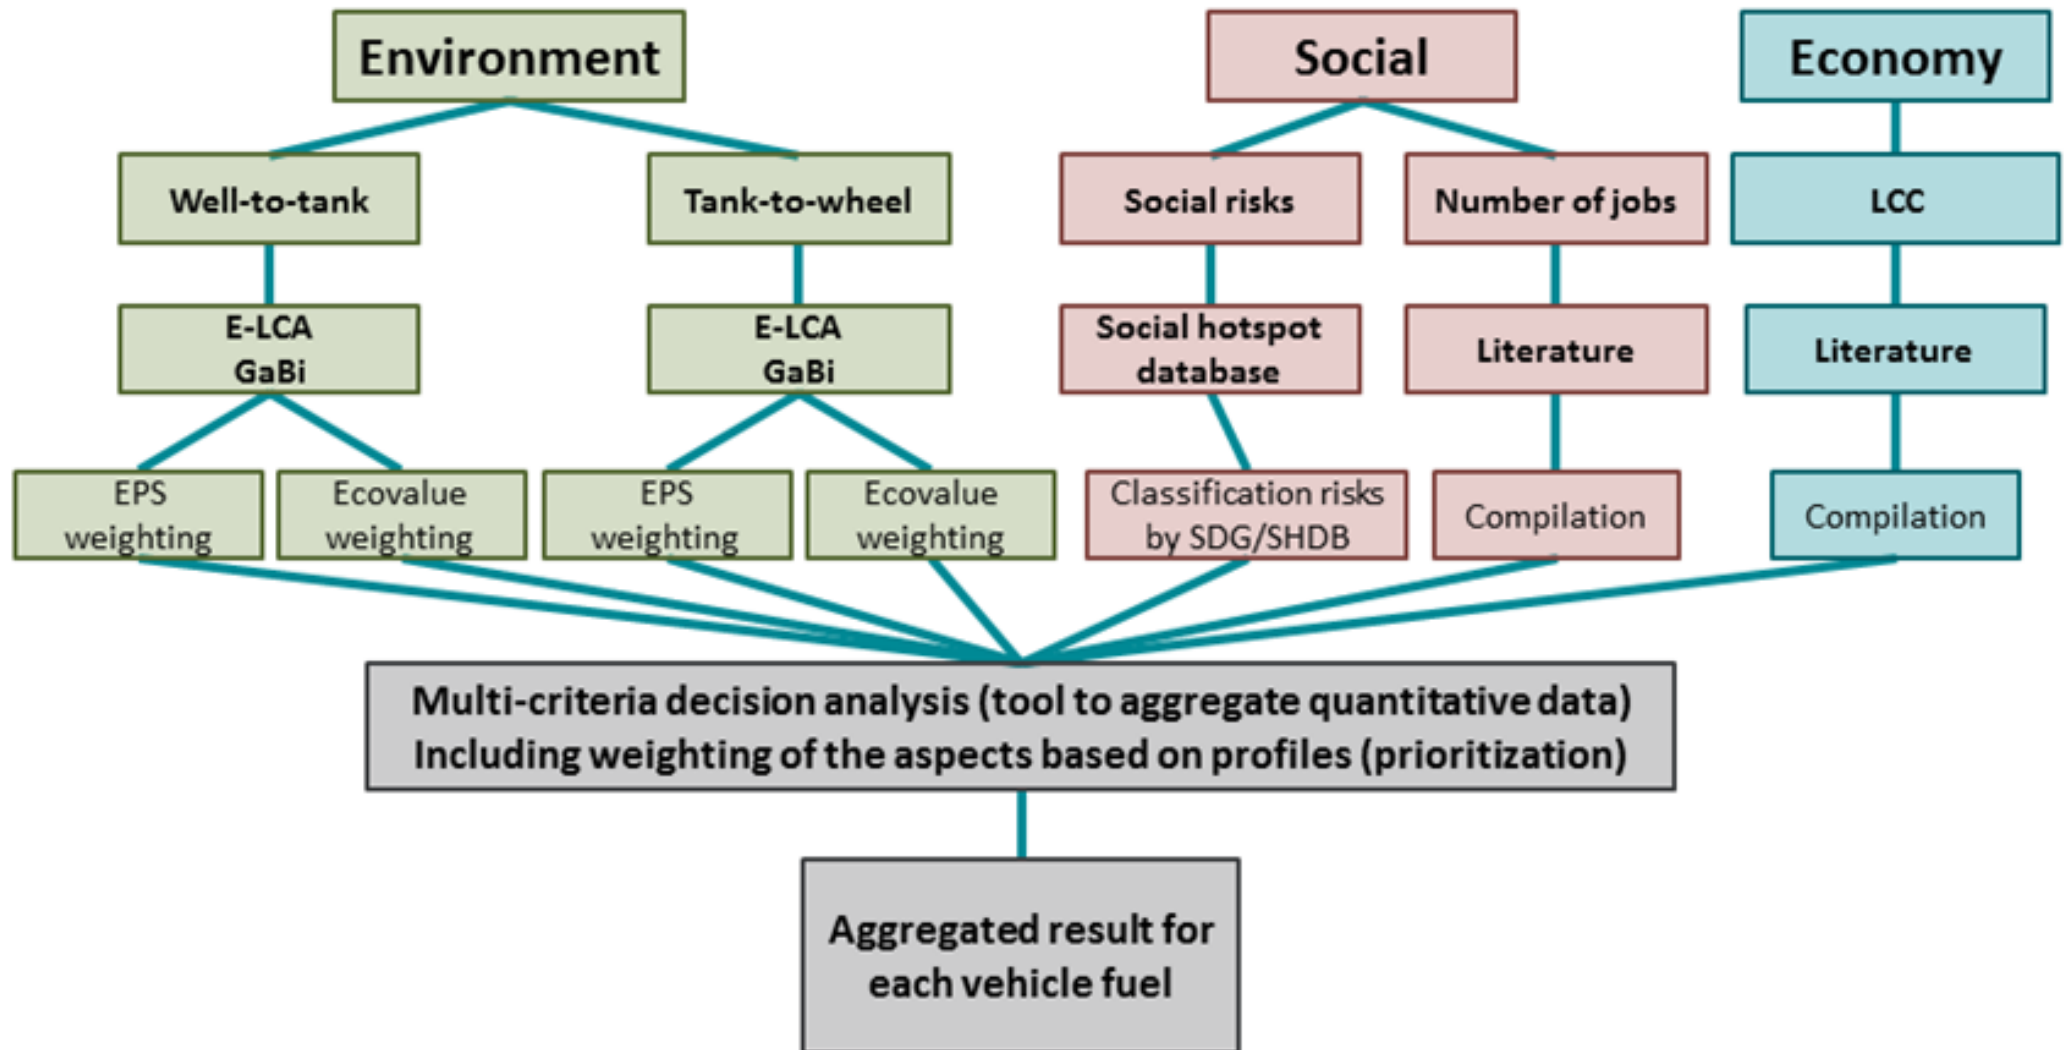 Environment
Social
Economy
Well-to-tank
Tank-to-wheel
Social risks
Number of jobs
LCC
E-LCA
GaBi
E-LCA
GaBi
Social hotspot
database
Literature
Literature
EPS
weighting
Ecovalue
weighting
EPS
weighting
Ecovalue
weighting
Classification risks
by SDG/SHDB
Compilation
Compilation
Multi-criteria decision analysis (tool to aggregate quantitative data)
Including weighting of the aspects based on profiles (prioritization)
Aggregated result for
each vehicle fuel